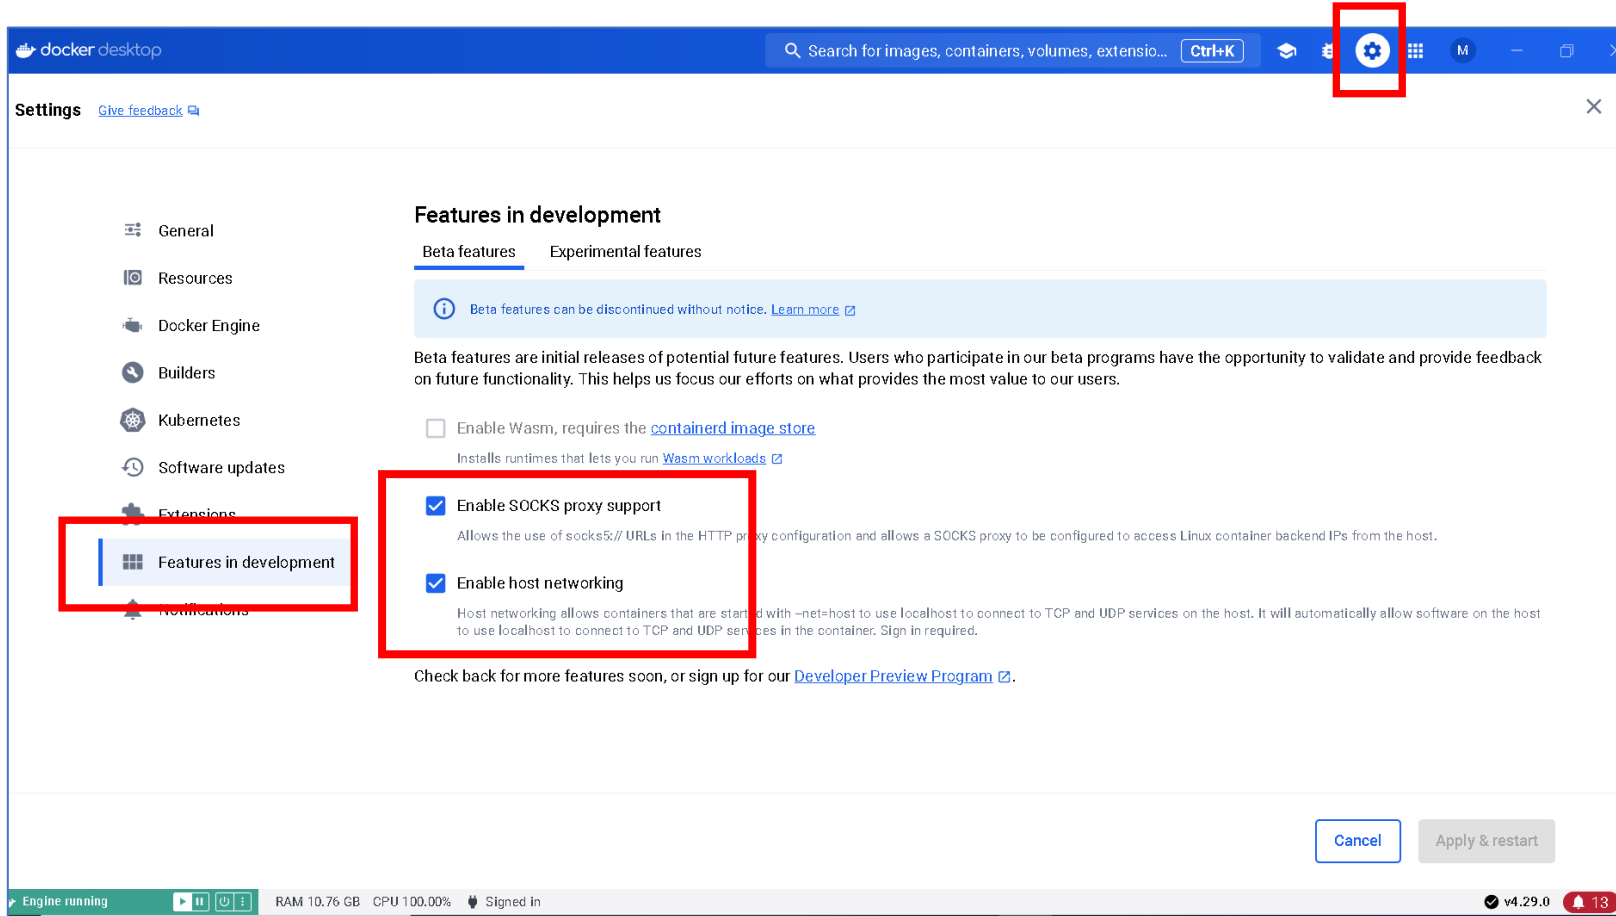 docker desktop
Search for images, containers, volumes, extensio... Ctrl+K
M
Settings Give feedback
General
Resources
Docker Engine
Builders
Kubernetes
Software updates
Extensions
Features in development
Notifications
Features in development
Beta features Experimental features
Beta features can be discontinued without notice. Learn more
Beta features are initial releases of potential future features. Users who participate in our beta programs have the opportunity to validate and provide feedback
on future functionality. This helps us focus our efforts on what provides the most value to our users.
Enable Wasm, requires the containerd image store
Installs runtimes that lets you run Wasm workloads
Enable SOCKS proxy support
Allows the use of socks5:// URLs in the HTTP proxy configuration and allows a SOCKS proxy to be configured to access Linux container backend IPs from the host.
Enable host networking
Host networking allows containers that are started with –net=host to use localhost to connect to TCP and UDP services on the host. It will automatically allow software on the host
to use localhost to connect to TCP and UDP services in the container. Sign in required.
Check back for more features soon, or sign up for our Developer Preview Program.
Cancel Apply & restart
Engine running RAM 10.76 GB CPU 100.00% Signed in v4.29.0 13